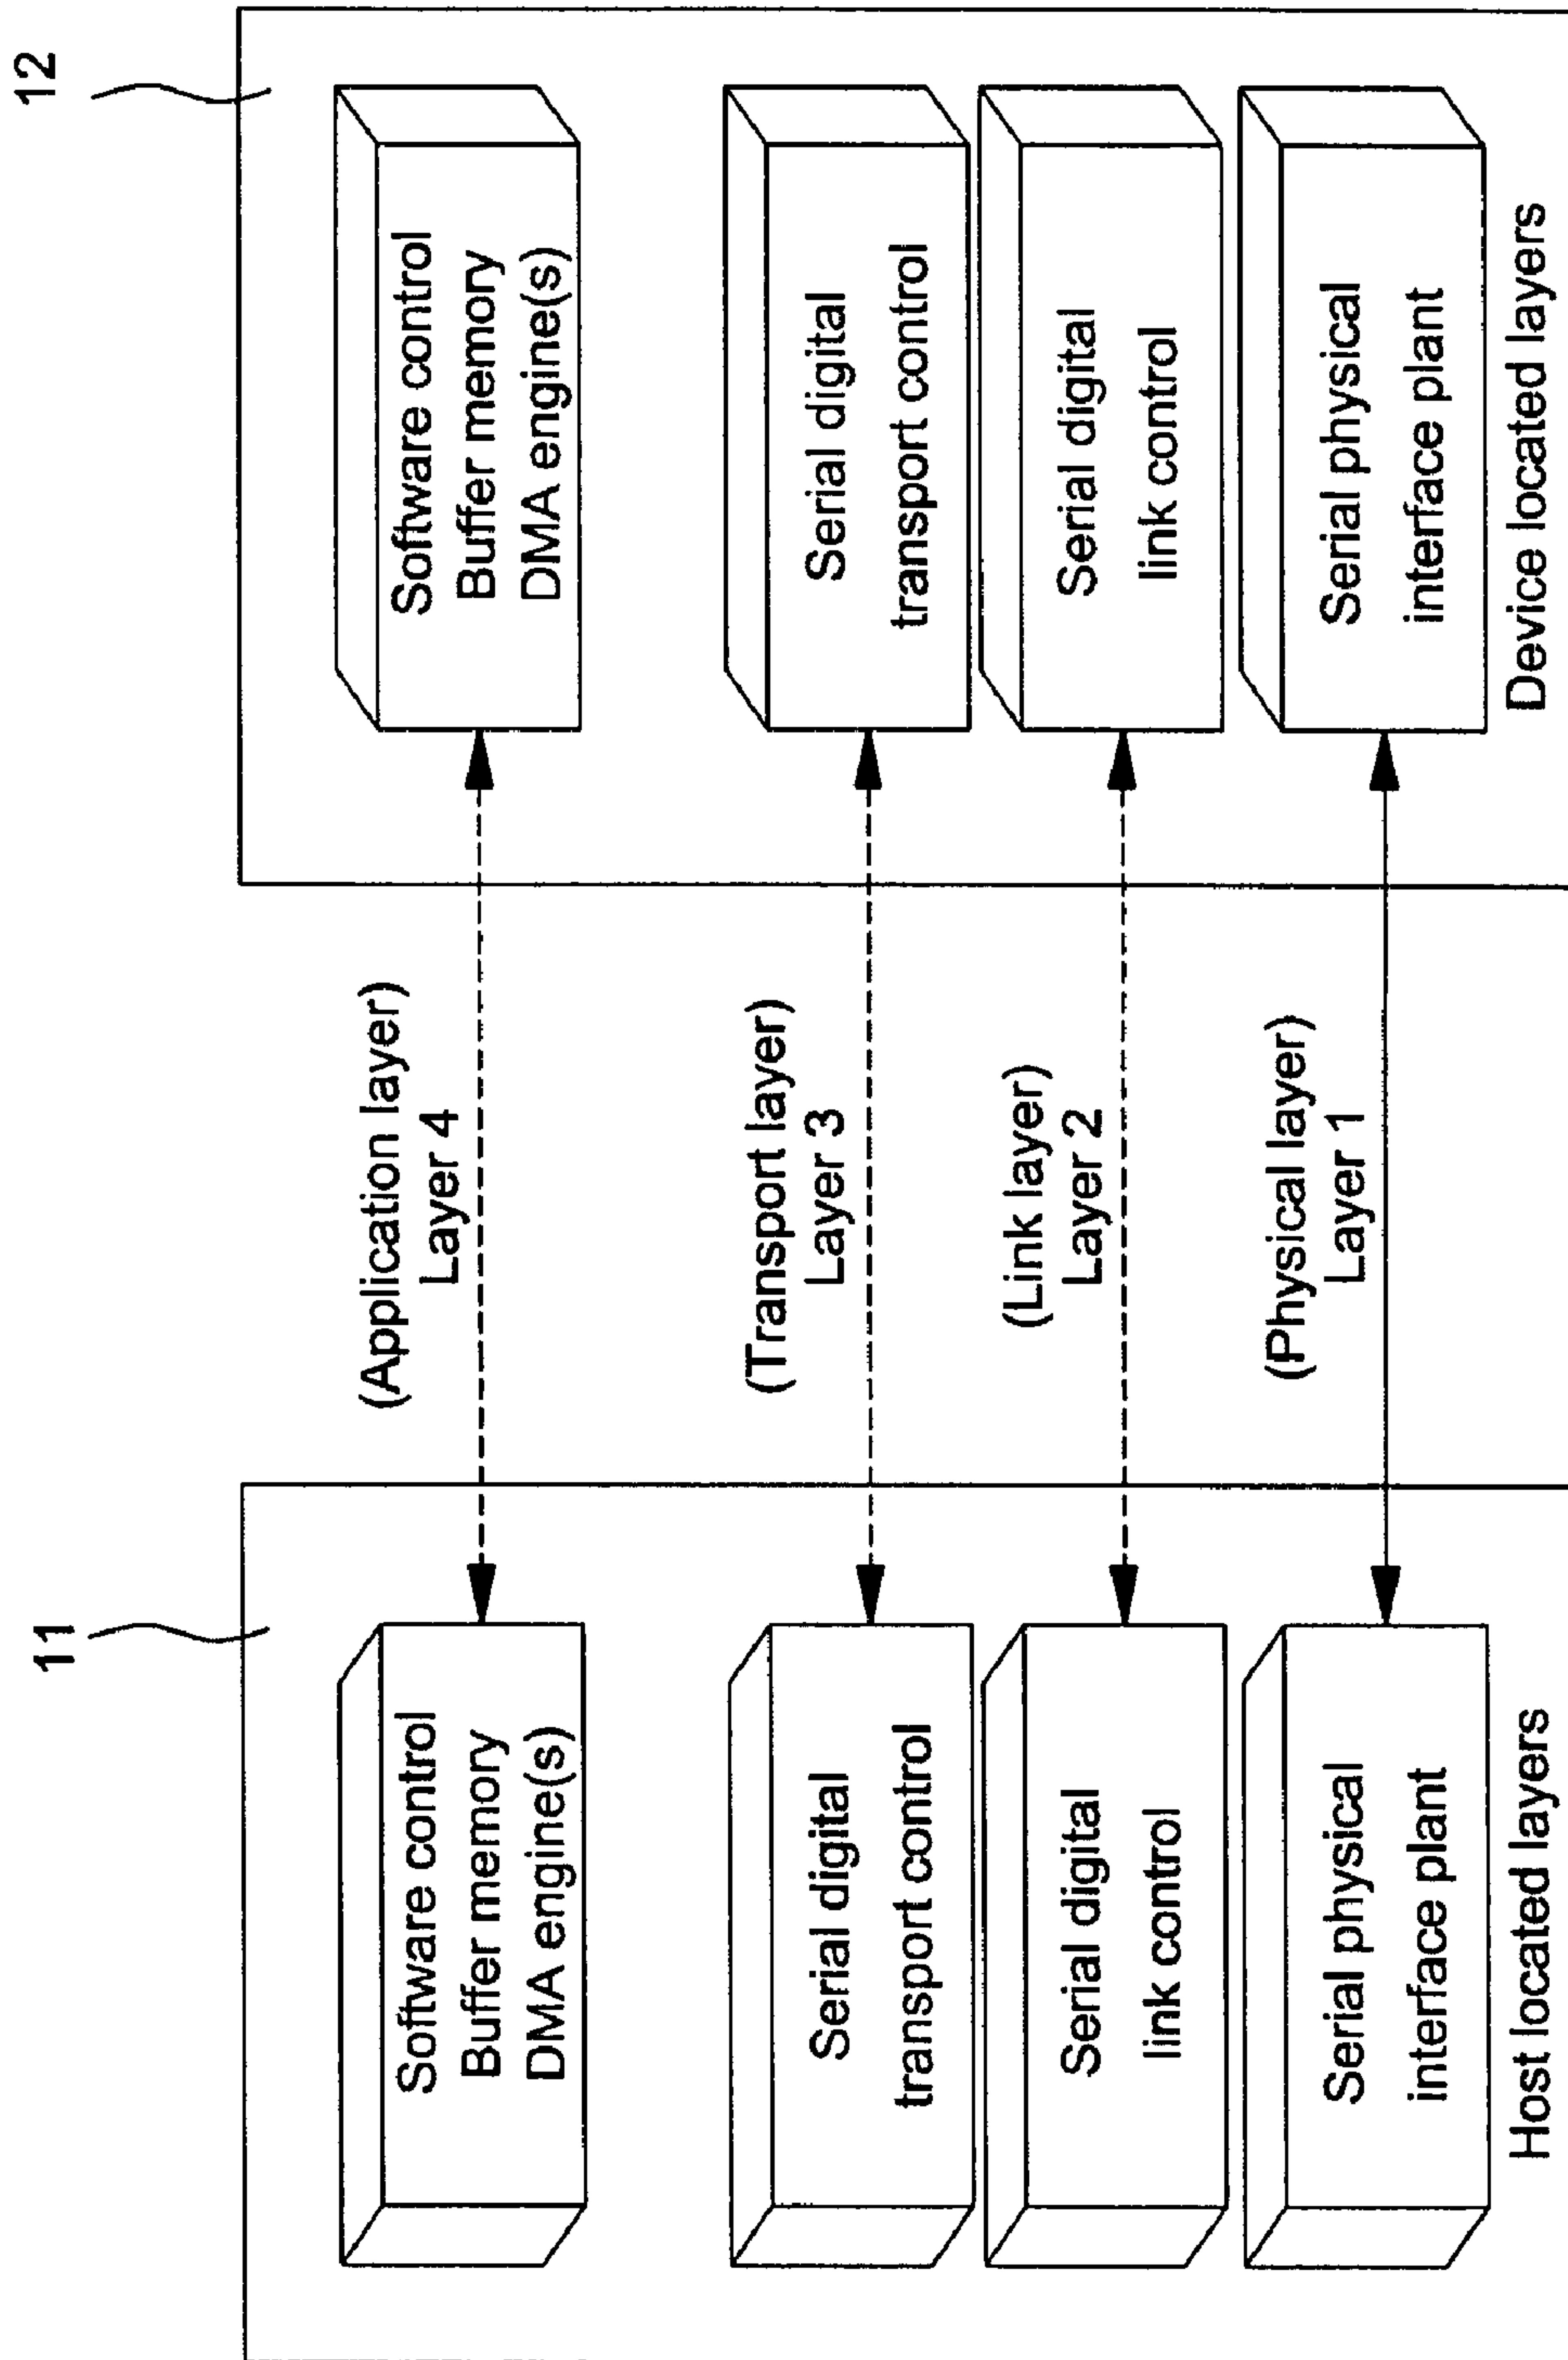 11
12
Software control
Buffer memory
DMA engine(s)
(Application layer)
Layer 4
Software control
Buffer memory
DMA engine(s)
Serial digital
transport control
(Transport layer)
Layer 3
Serial digital
transport control
Serial digital
link control
(Link layer)
Layer 2
Serial digital
link control
Serial physical
interface plant
(Physical layer)
Layer 1
Serial physical
interface plant
Host located layers
Device located layers